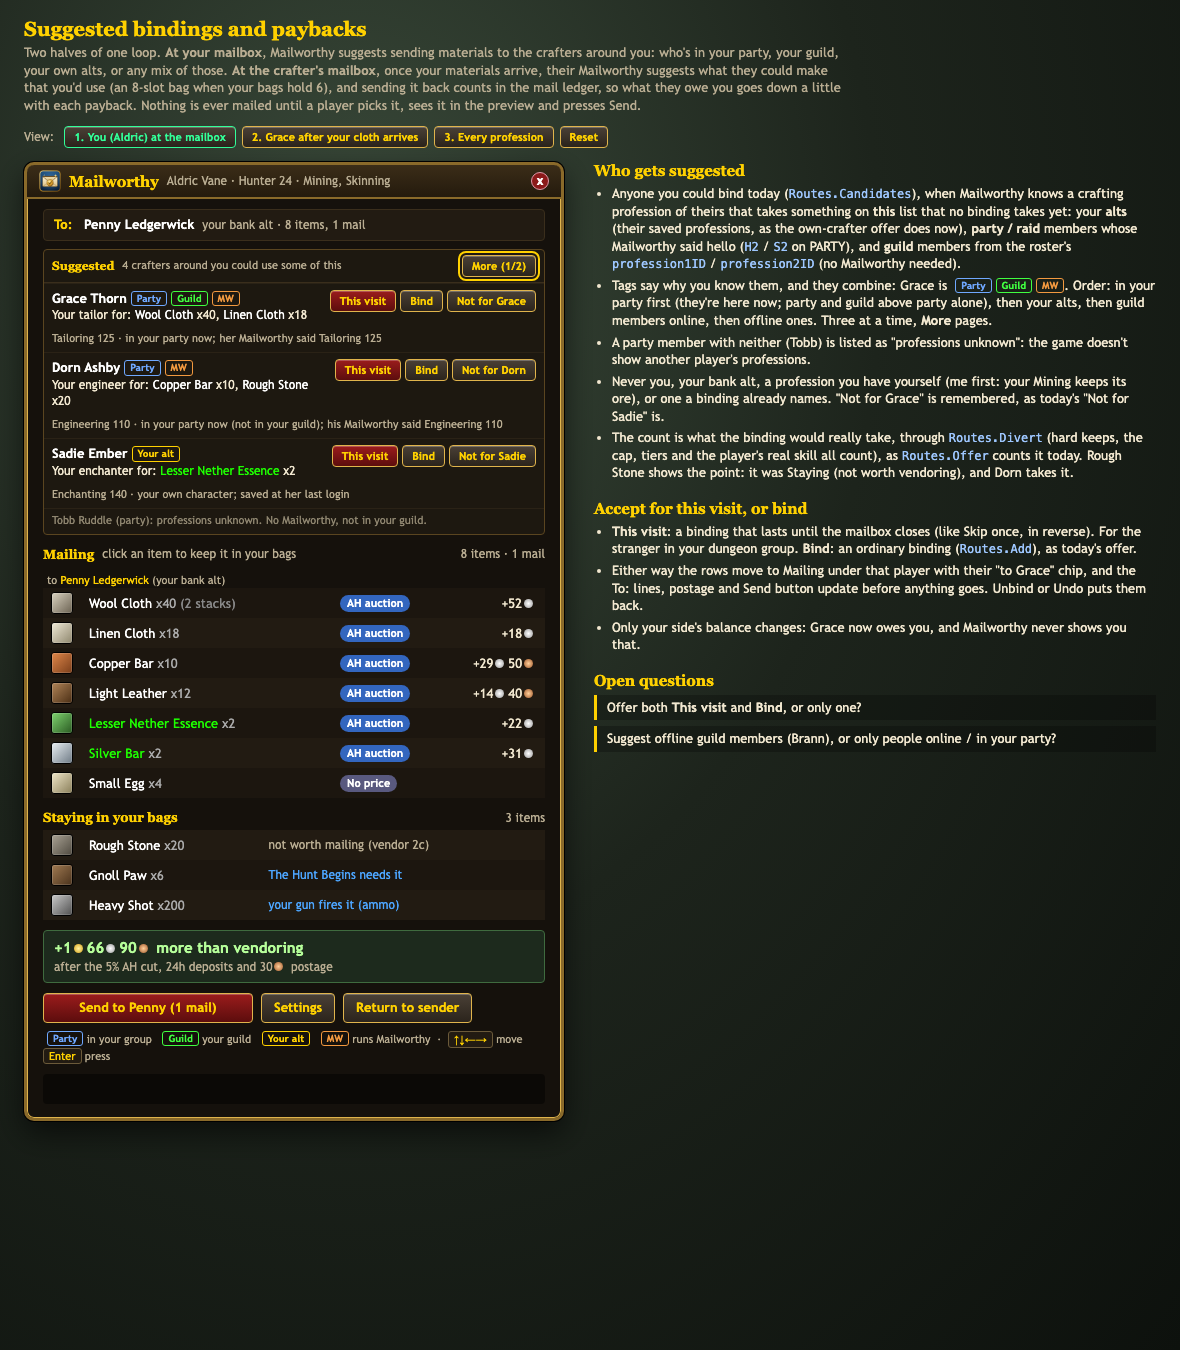 Suggested bindings and paybacks
Two halves of one loop. At your mailbox, Mailworthy suggests sending materials to the crafters around you: who's in your party, your guild,
your own alts, or any mix of those. At the crafter's mailbox, once your materials arrive, their Mailworthy suggests what they could make
that you'd use (an 8-slot bag when your bags hold 6), and sending it back counts in the mail ledger, so what they owe you goes down a little
with each payback. Nothing is ever mailed until a player picks it, sees it in the preview and presses Send.
View: 1. You (Aldric) at the mailbox 2. Grace after your cloth arrives 3. Every profession Reset
Mailworthy Aldric Vane · Hunter 24 · Mining, Skinning x
To: Penny Ledgerwick your bank alt · 8 items, 1 mail
Suggested 4 crafters around you could use some of this More (1/2)
Grace Thorn Party Guild MW This visit Bind Not for Grace
Your tailor for: Wool Cloth x40, Linen Cloth x18
Tailoring 125 · in your party now; her Mailworthy said Tailoring 125
Dorn Ashby Party MW This visit Bind Not for Dorn
Your engineer for: Copper Bar x10, Rough Stone
x20
Engineering 110 · in your party now (not in your guild); his Mailworthy said Engineering 110
Sadie Ember Your alt This visit Bind Not for Sadie
Your enchanter for: Lesser Nether Essence x2
Enchanting 140 · your own character; saved at her last login
Tobb Ruddle (party): professions unknown. No Mailworthy, not in your guild.
Mailing click an item to keep it in your bags 8 items · 1 mail
to Penny Ledgerwick (your bank alt)
Wool Cloth x40 (2 stacks) AH auction +52
Linen Cloth x18 AH auction +18
Copper Bar x10 AH auction +29 50
Light Leather x12 AH auction +14 40
Lesser Nether Essence x2 AH auction +22
Silver Bar x2 AH auction +31
Small Egg x4 No price
Staying in your bags 3 items
Rough Stone x20 not worth mailing (vendor 2c)
Gnoll Paw x6 The Hunt Begins needs it
Heavy Shot x200 your gun fires it (ammo)
+1 66 90 more than vendoring
after the 5% AH cut, 24h deposits and 30 postage
Send to Penny (1 mail) Settings Return to sender
Party in your group Guild your guild Your alt MW runs Mailworthy · ↑↓←→ move
Enter press
Who gets suggested
• Anyone you could bind today (Routes.Candidates), when Mailworthy knows a crafting
profession of theirs that takes something on this list that no binding takes yet: your alts
(their saved professions, as the own-crafter offer does now), party / raid members whose
Mailworthy said hello (H2 / S2 on PARTY), and guild members from the roster's
profession1ID / profession2ID (no Mailworthy needed).
• Tags say why you know them, and they combine: Grace is Party Guild MW. Order: in your
party first (they're here now; party and guild above party alone), then your alts, then guild
members online, then offline ones. Three at a time, More pages.
• A party member with neither (Tobb) is listed as "professions unknown": the game doesn't
show another player's professions.
• Never you, your bank alt, a profession you have yourself (me first: your Mining keeps its
ore), or one a binding already names. "Not for Grace" is remembered, as today's "Not for
Sadie" is.
• The count is what the binding would really take, through Routes.Divert (hard keeps, the
cap, tiers and the player's real skill all count), as Routes.Offer counts it today. Rough
Stone shows the point: it was Staying (not worth vendoring), and Dorn takes it.
Accept for this visit, or bind
• This visit: a binding that lasts until the mailbox closes (like Skip once, in reverse). For the
stranger in your dungeon group. Bind: an ordinary binding (Routes.Add), as today's offer.
• Either way the rows move to Mailing under that player with their "to Grace" chip, and the
To: lines, postage and Send button update before anything goes. Unbind or Undo puts them
back.
• Only your side's balance changes: Grace now owes you, and Mailworthy never shows you
that.
Open questions
Offer both This visit and Bind, or only one?
Suggest offline guild members (Brann), or only people online / in your party?